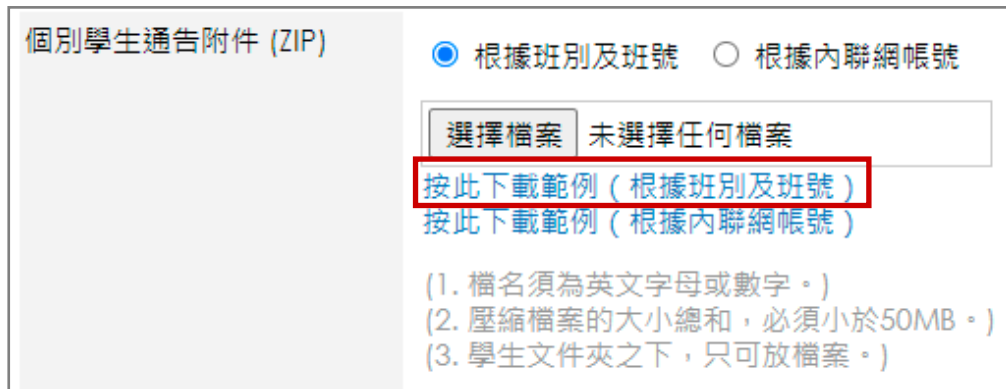 個別學生通告附件 (ZIP)
根據班別及班號 根據內聯網帳號
選擇檔案 未選擇任何檔案
按此下載範例 ( 根據班別及班號 )
按此下載範例 ( 根據內聯網帳號 )
(1. 檔名須為英文字母或數字。)
(2. 壓縮檔案的大小總和，必須小於50MB。)
(3. 學生文件夾之下，只可放檔案。)